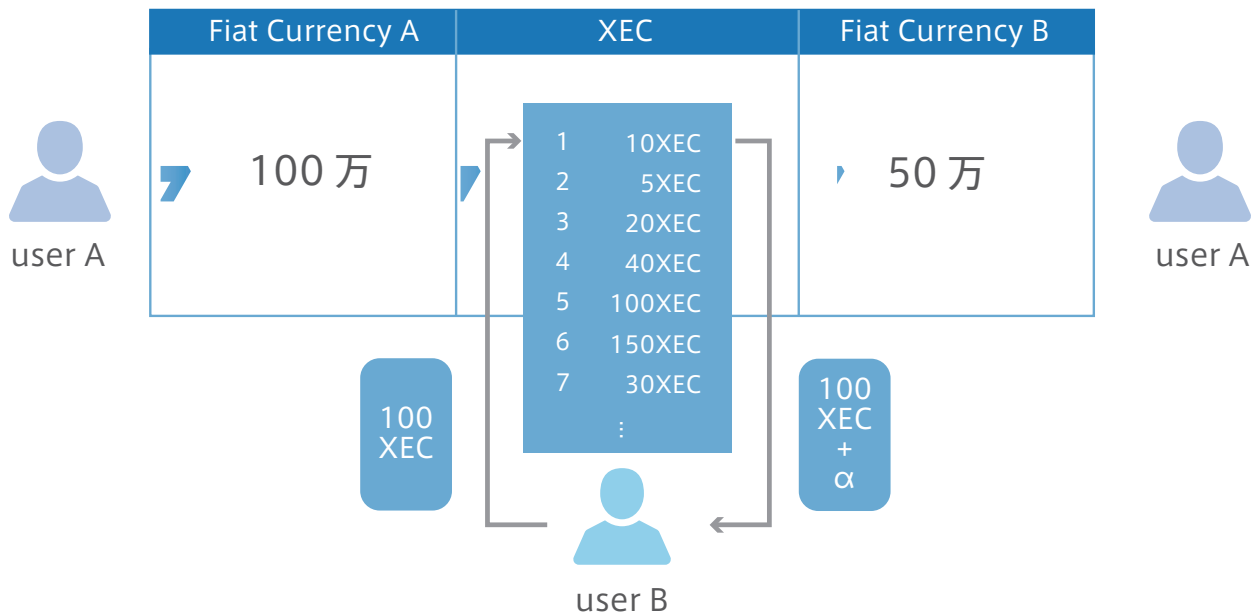 Fiat Currency A XEC Fiat Currency B
user A
100 万
1 10XEC
2 5XEC
3 20XEC
4 40XEC
5 100XEC
6 150XEC
7 30XEC
⋮
50 万
user A
100
XEC
100
XEC
+
α
user B